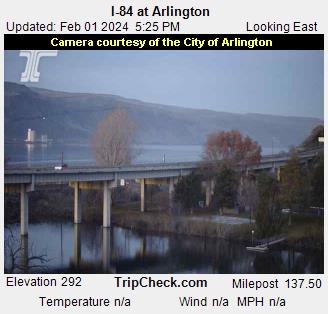 I-84 at Arlington
Updated: Feb 01 2024 5:25 PM Looking East
Camera courtesy of the City of Arlington
Elevation 292 TripCheck.com Milepost 137.50
Temperature n/a Wind n/a MPH n/a